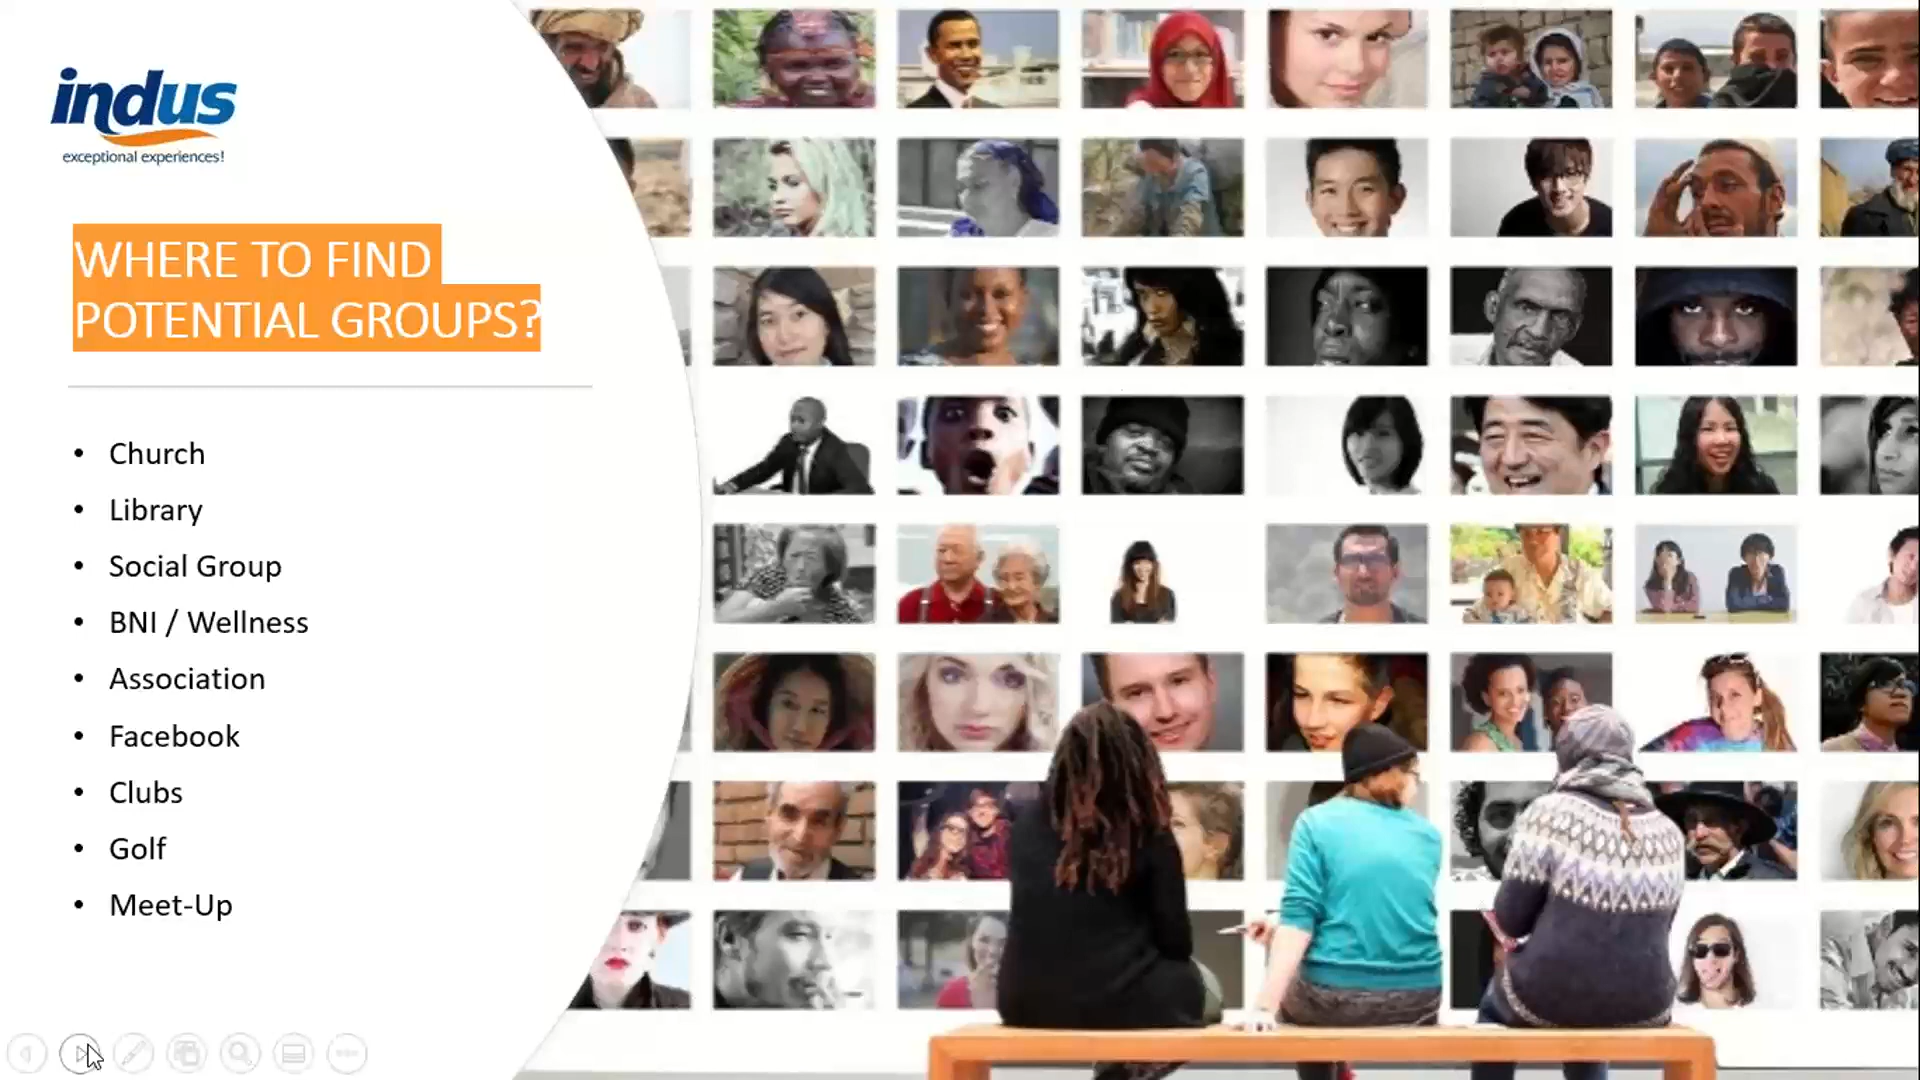 indus
exceptional experiences!
WHERE TO FIND
POTENTIAL GROUPS?
• Church
• Library
• Social Group
• BNI / Wellness
• Association
• Facebook
• Clubs
• Golf
• Meet-Up